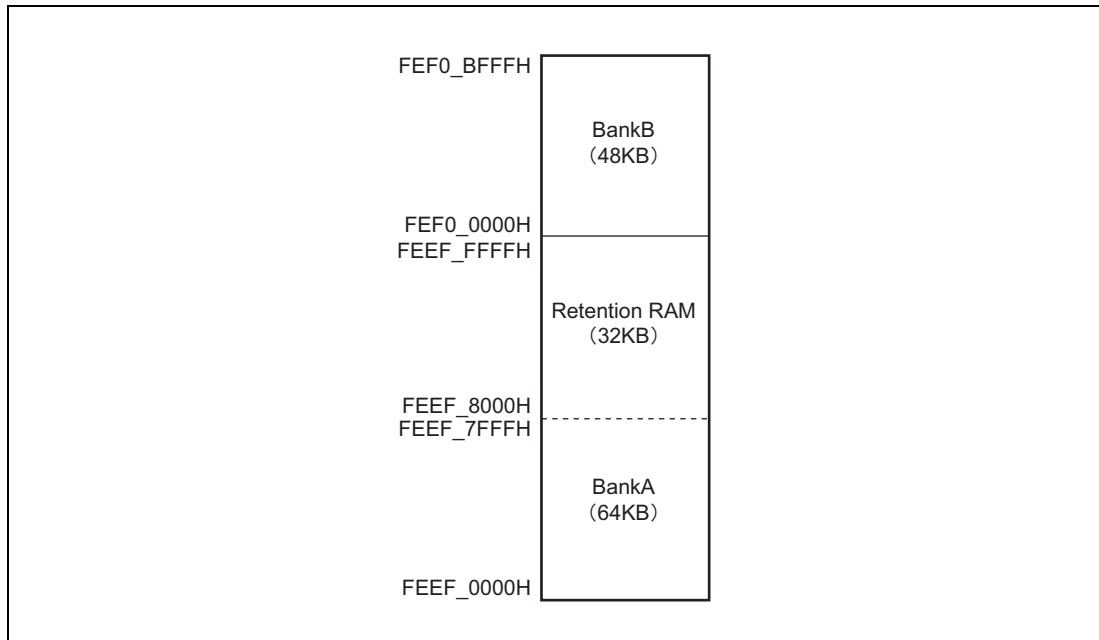 FEF0_BFFFH
BankB
（48KB）
FEF0_0000H
FEEF_FFFFH
Retention RAM
（32KB）
FEEF_8000H
FEEF_7FFFH
BankA
（64KB）
FEEF_0000H